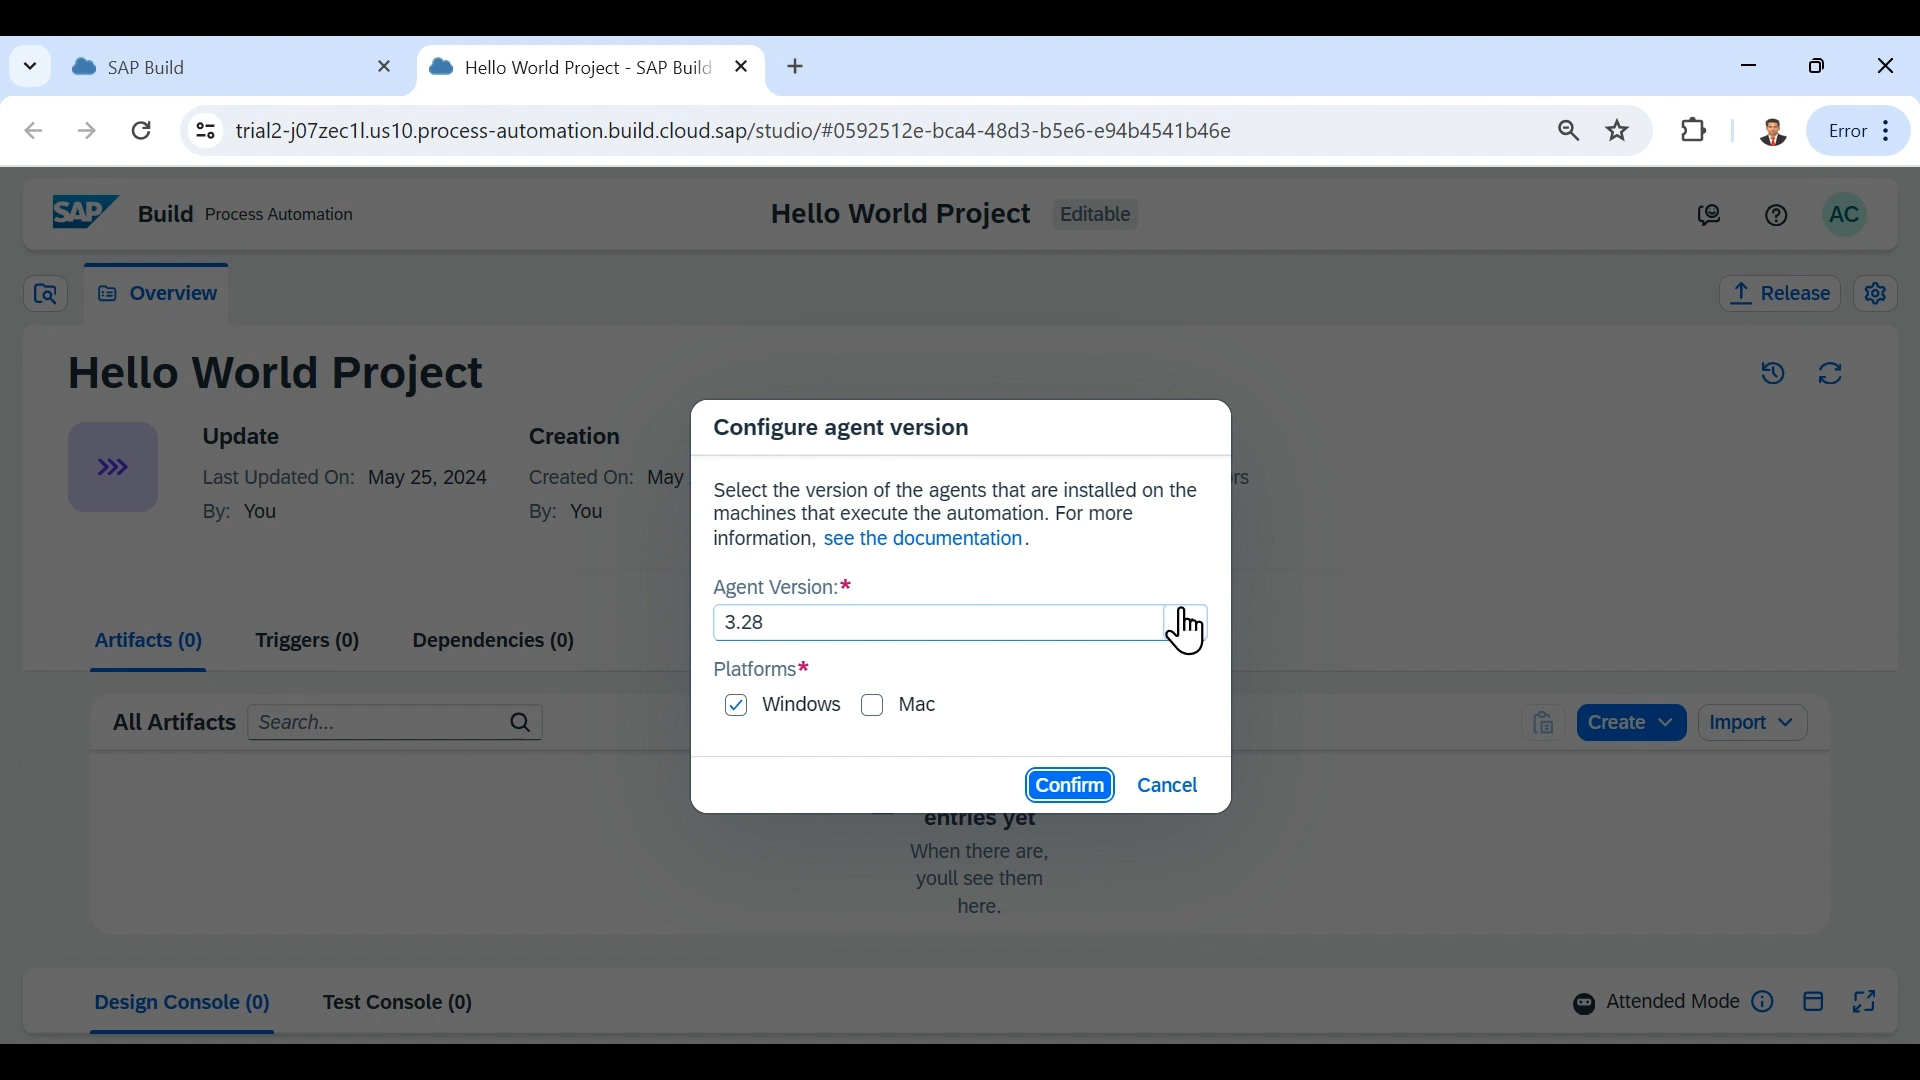 SAP Build
Hello World Project - SAP Build
trial2-j07zec1l.us10.process-automation.build.cloud.sap/studio/#0592512e-bca4-48d3-b5e6-e94b4541b46e
Error
SAP Build Process Automation
Hello World Project Editable
AC
Overview
Release
Hello World Project
Update
Last Updated On: May 25, 2024
By: You
Creation
Created On: May
By: You
Configure agent version
Select the version of the agents that are installed on the
machines that execute the automation. For more
information, see the documentation.
Agent Version:*
3.28
Platforms*
Windows Mac
Confirm Cancel
Artifacts (0) Triggers (0) Dependencies (0)
All Artifacts Search...
Create Import
entries yet
When there are,
youll see them
here.
Design Console (0) Test Console (0)
Attended Mode